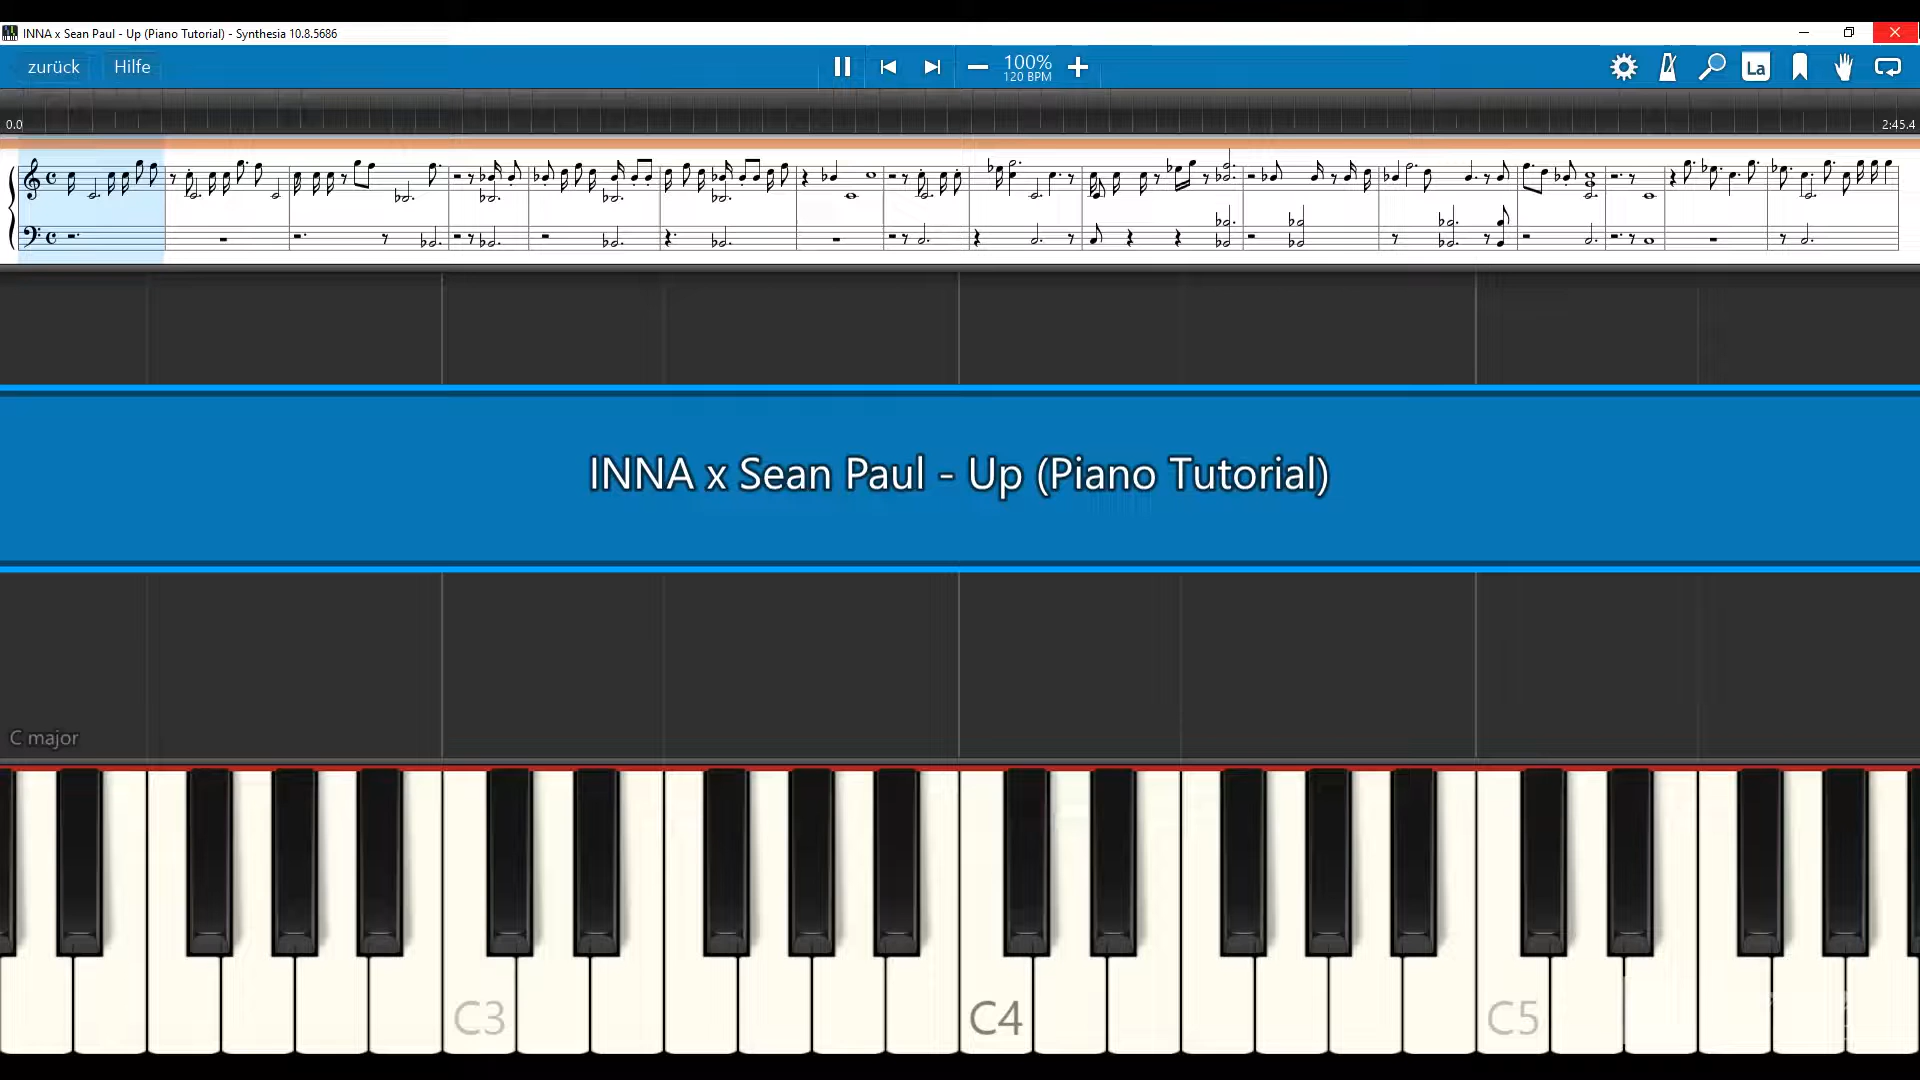 INNA x Sean Paul - Up (Piano Tutorial) - Synthesia 10.8.5686
zurück Hilfe 100% La
120 BPM
0.0 2:45.4
INNA x Sean Paul - Up (Piano Tutorial)
C major
C3 C4 C5